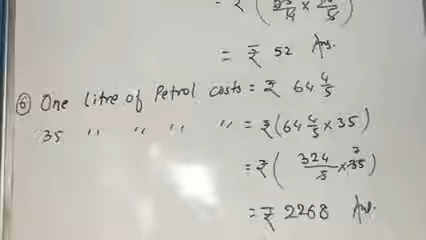 = ₹ 52 Ans.
⑥ One litre of Petrol costs = ₹ 64 4/5
35 " " " " = ₹(64 4/5 × 35)
= ₹( 324/5 × 35 7)
= ₹ 2268 Ans.